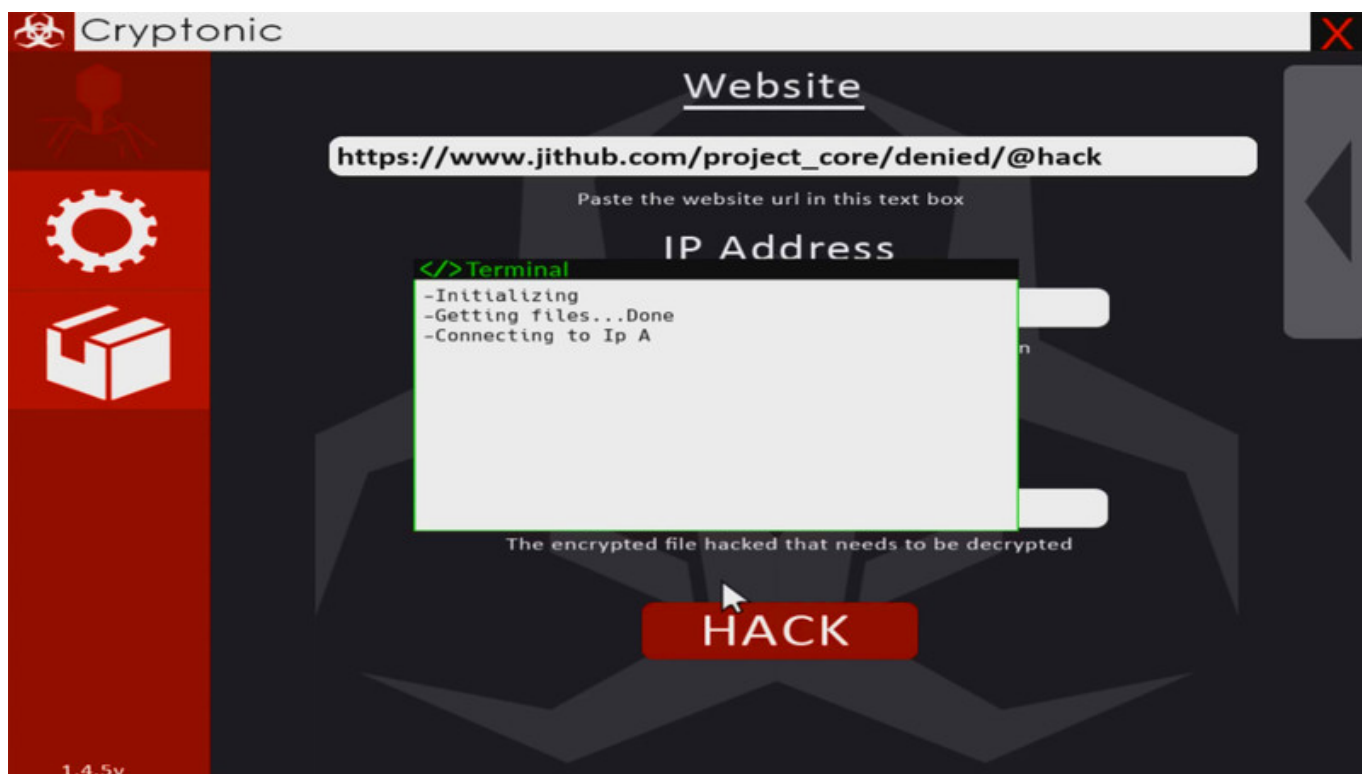 Cryptonic
X
Website
https://www.jithub.com/project_core/denied/@hack
Paste the website url in this text box
IP Address
</>Terminal
-Initializing
-Getting files...Done
-Connecting to Ip A
n
The encrypted file hacked that needs to be decrypted
HACK
1.4.5v